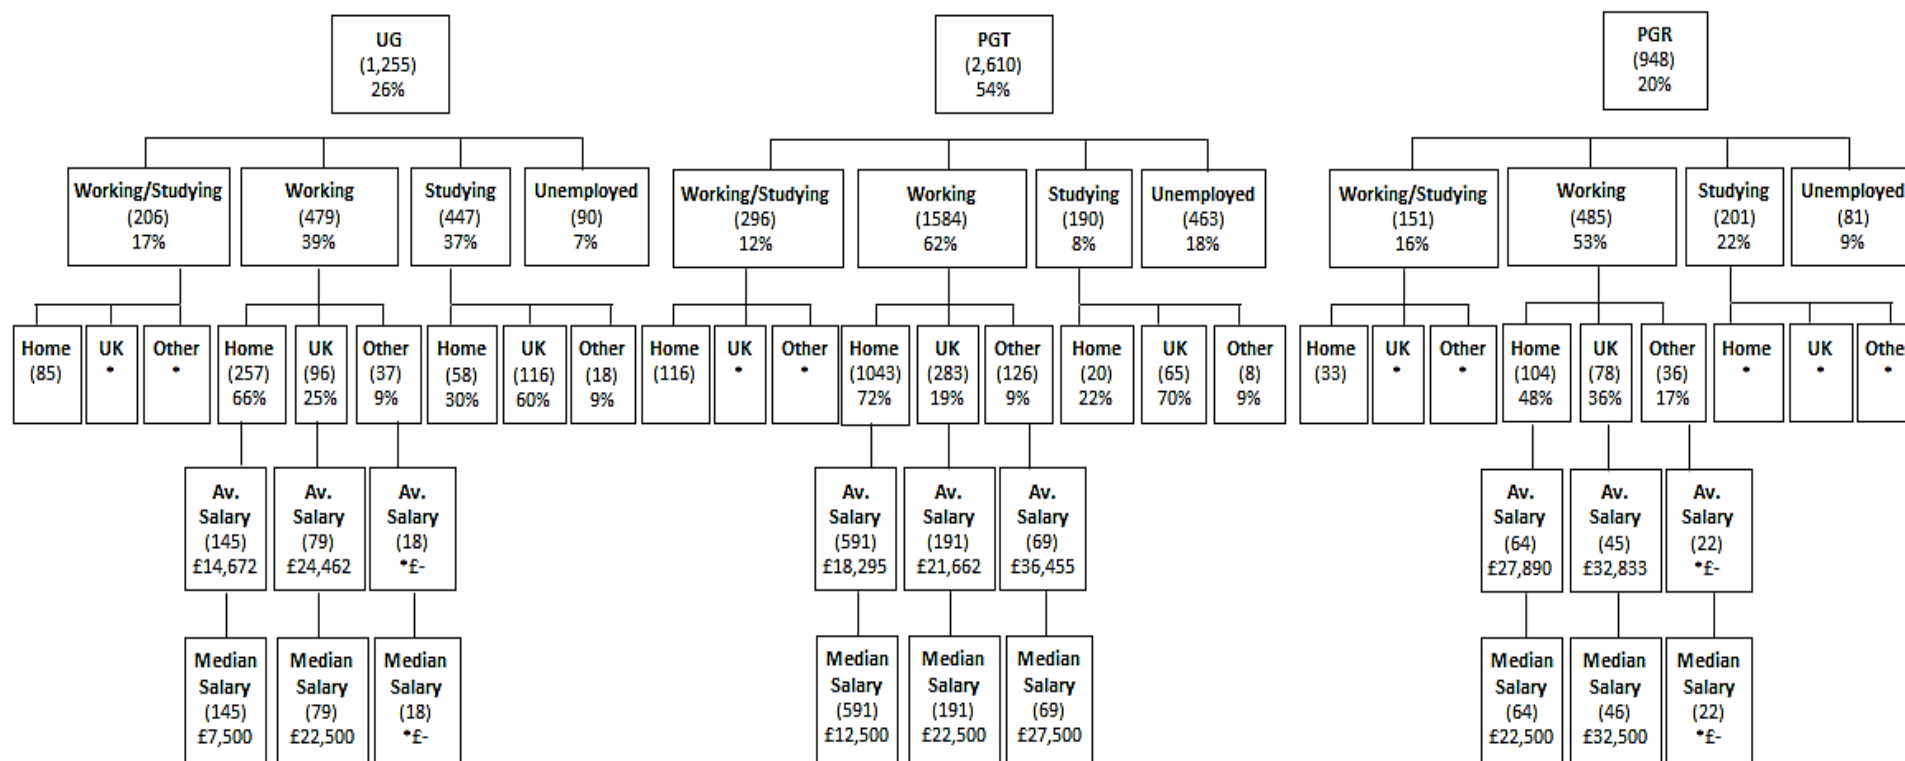 UG
(1,255)
26%
PGT
(2,610)
54%
PGR
(948)
20%
Working/Studying
(206)
17%
Working
(479)
39%
Studying
(447)
37%
Unemployed
(90)
7%
Working/Studying
(296)
12%
Working
(1584)
62%
Studying
(190)
8%
Unemployed
(463)
18%
Working/Studying
(151)
16%
Working
(485)
53%
Studying
(201)
22%
Unemployed
(81)
9%
Home
(85)
UK
*
Other
*
Home
(257)
66%
UK
(96)
25%
Other
(37)
9%
Home
(58)
30%
UK
(116)
60%
Other
(18)
9%
Home
(116)
UK
*
Other
*
Home
(1043)
72%
UK
(283)
19%
Other
(126)
9%
Home
(20)
22%
UK
(65)
70%
Other
(8)
9%
Home
(33)
UK
*
Other
*
Home
(104)
48%
UK
(78)
36%
Other
(36)
17%
Home
*
UK
*
Other
*
Av.
Salary
(145)
£14,672
Av.
Salary
(79)
£24,462
Av.
Salary
(18)
*£-
Av.
Salary
(591)
£18,295
Av.
Salary
(191)
£21,662
Av.
Salary
(69)
£36,455
Av.
Salary
(64)
£27,890
Av.
Salary
(45)
£32,833
Av.
Salary
(22)
*£-
Median
Salary
(145)
£7,500
Median
Salary
(79)
£22,500
Median
Salary
(18)
*£-
Median
Salary
(591)
£12,500
Median
Salary
(191)
£22,500
Median
Salary
(69)
£27,500
Median
Salary
(64)
£22,500
Median
Salary
(46)
£32,500
Median
Salary
(22)
*£-